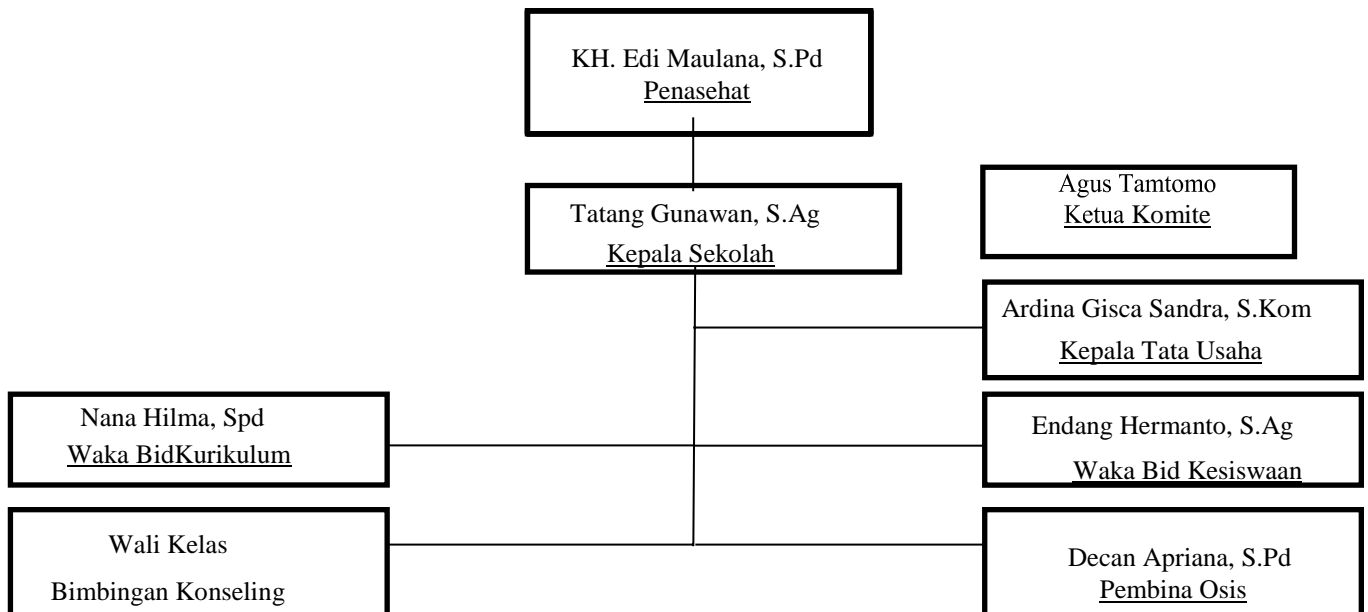 KH. Edi Maulana, S.Pd
Penasehat
Tatang Gunawan, S.Ag
Kepala Sekolah
Agus Tamtomo
Ketua Komite
Ardina Gisca Sandra, S.Kom
Kepala Tata Usaha
Nana Hilma, Spd
Waka BidKurikulum
Endang Hermanto, S.Ag
Waka Bid Kesiswaan
Wali Kelas
Bimbingan Konseling
Decan Apriana, S.Pd
Pembina Osis